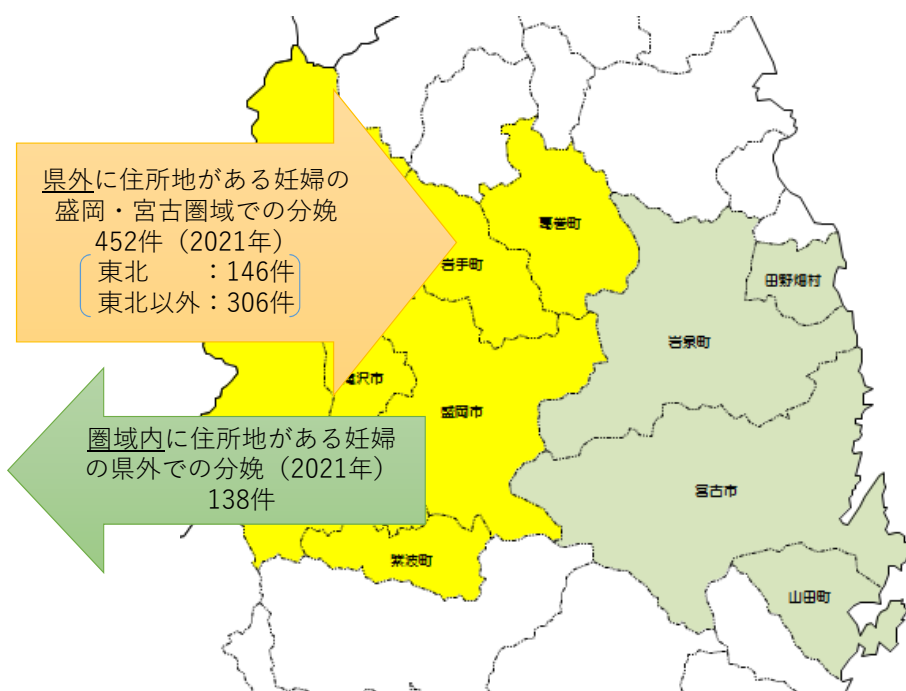 県外に住所地がある妊婦の
盛岡・宮古圏域での分娩
452件（2021年）
東北　　：146件
東北以外：306件
圏域内に住所地がある妊婦
の県外での分娩（2021年）
138件
葛巻町
岩手町
田野畑村
岩泉町
滝沢市
盛岡市
宮古市
紫波町
山田町